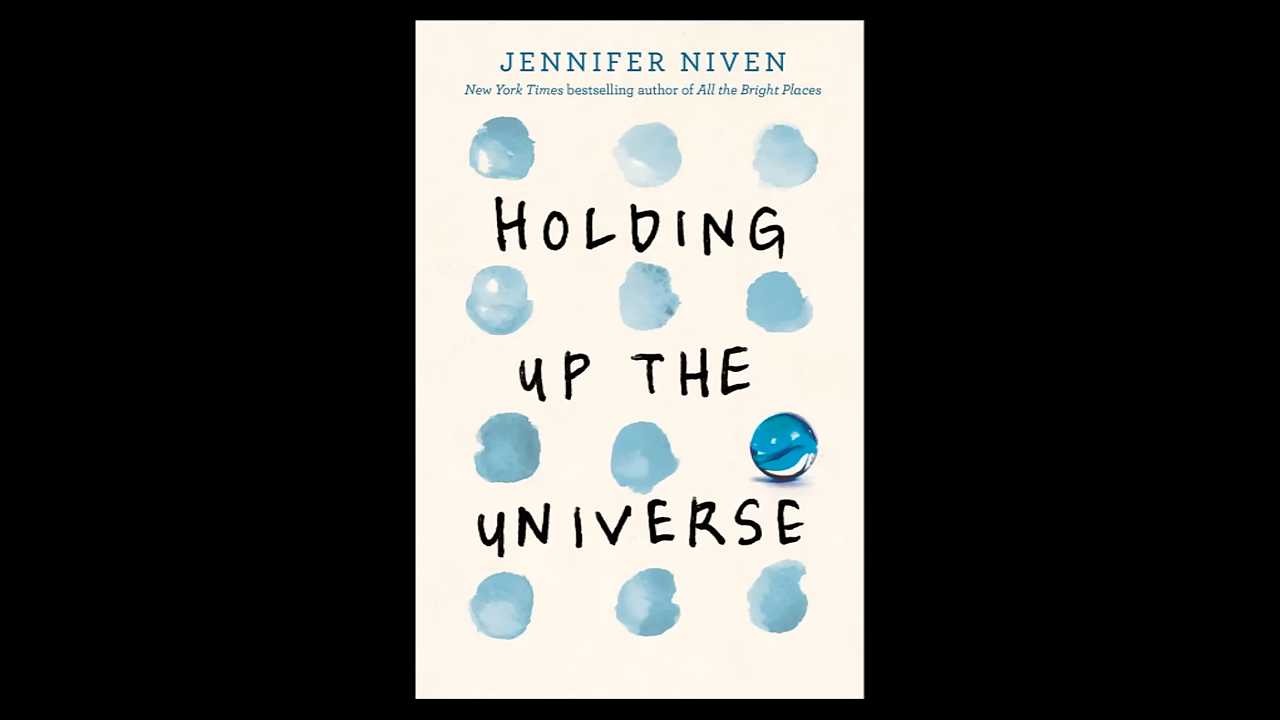 JENNIFER NIVEN
New York Times bestselling author of All the Bright Places
HOLDING
UP THE
UNIVERSE